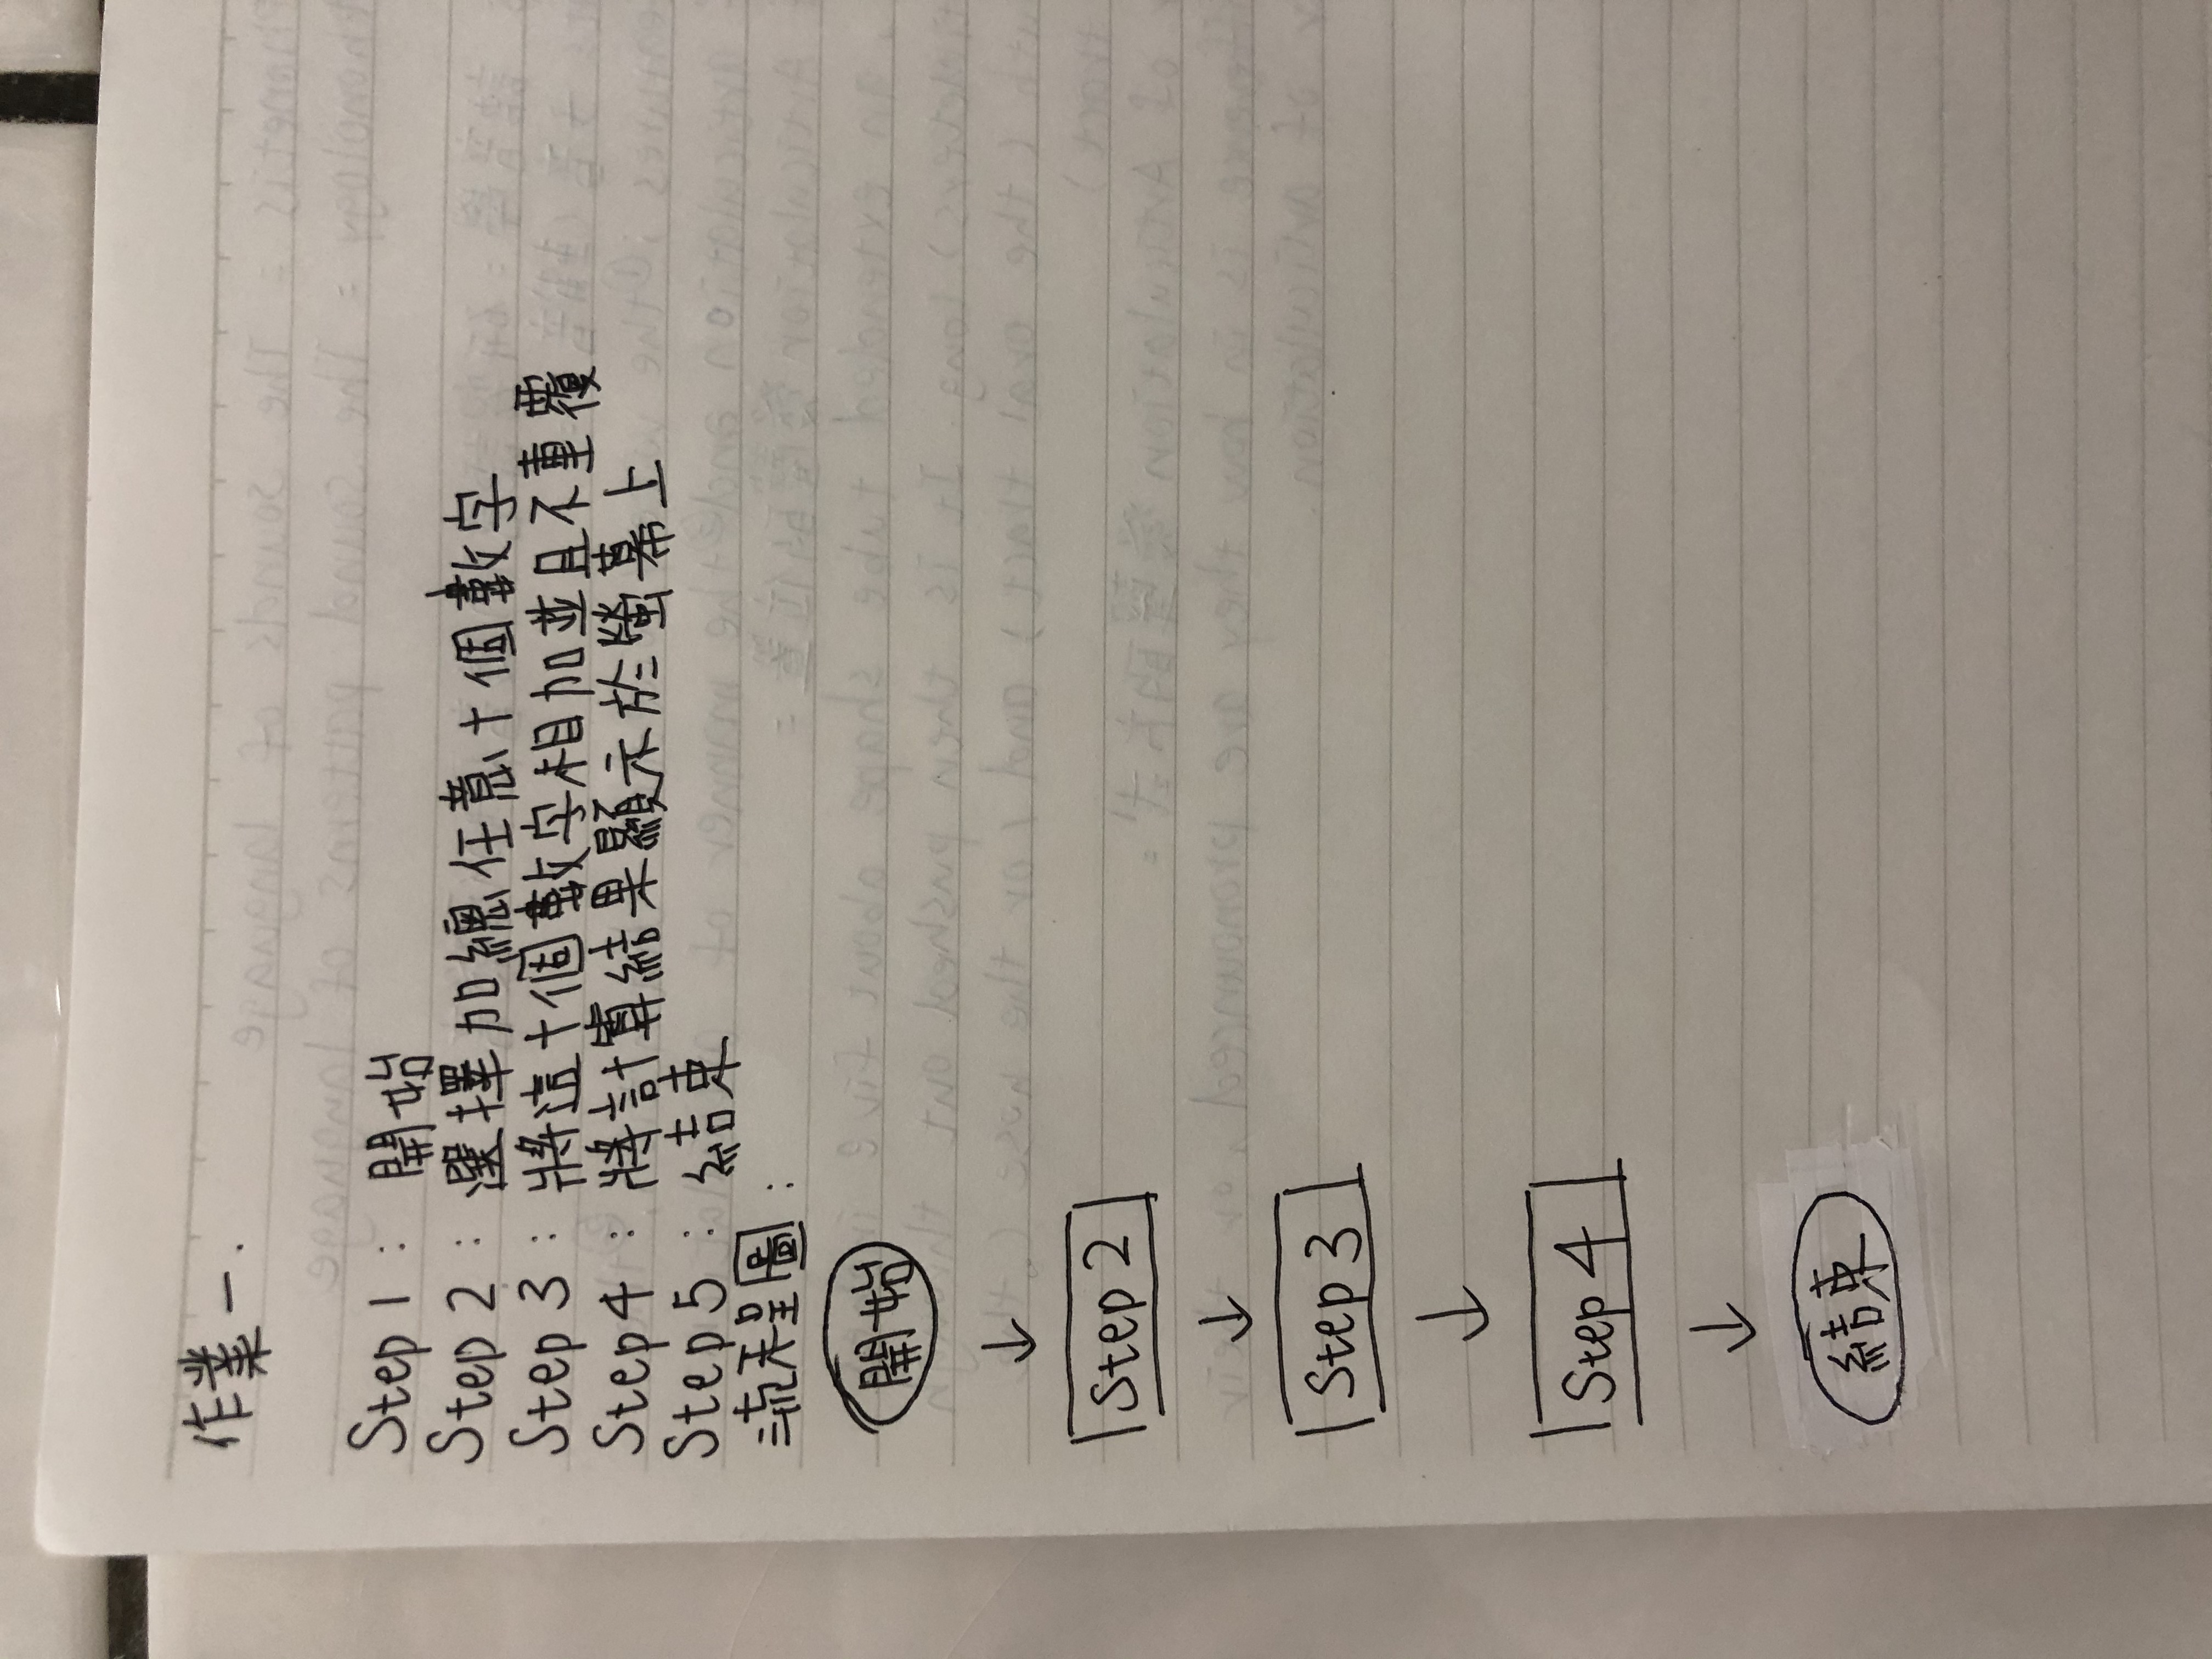 作業一.
Step 1 : 開始
Step 2 : 選擇加總任意十個數字
Step 3 : 將這十個數字相加並且不重覆
Step 4 : 將計算結果顯示於螢幕上
Step 5 : 結束
流程圖 :
開始
↓
Step 2
↓
Step 3
↓
Step 4
↓
結束